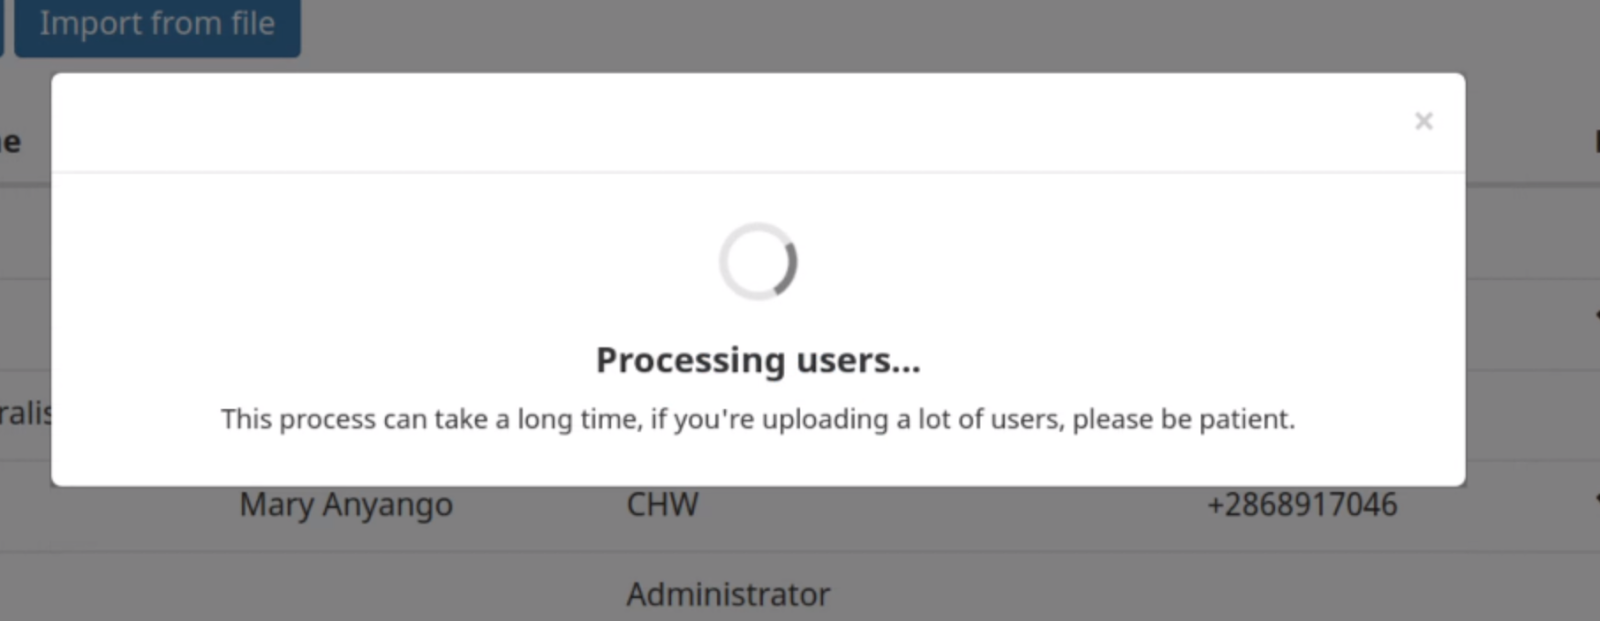 Import from file
×
Processing users...
This process can take a long time, if you're uploading a lot of users, please be patient.
Mary Anyango CHW +2868917046
Administrator